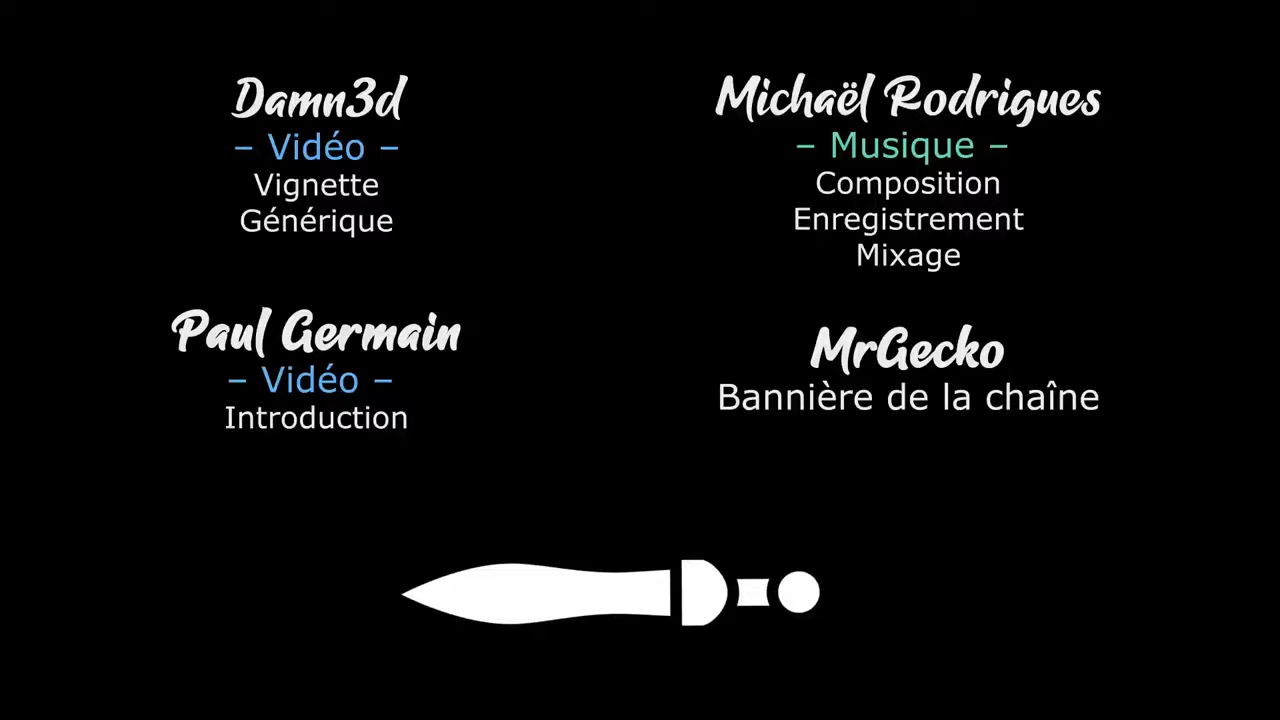 Damn3d
– Vidéo –
Vignette
Générique
Michaël Rodrigues
– Musique –
Composition
Enregistrement
Mixage
Paul Germain
– Vidéo –
Introduction
MrGecko
Bannière de la chaîne